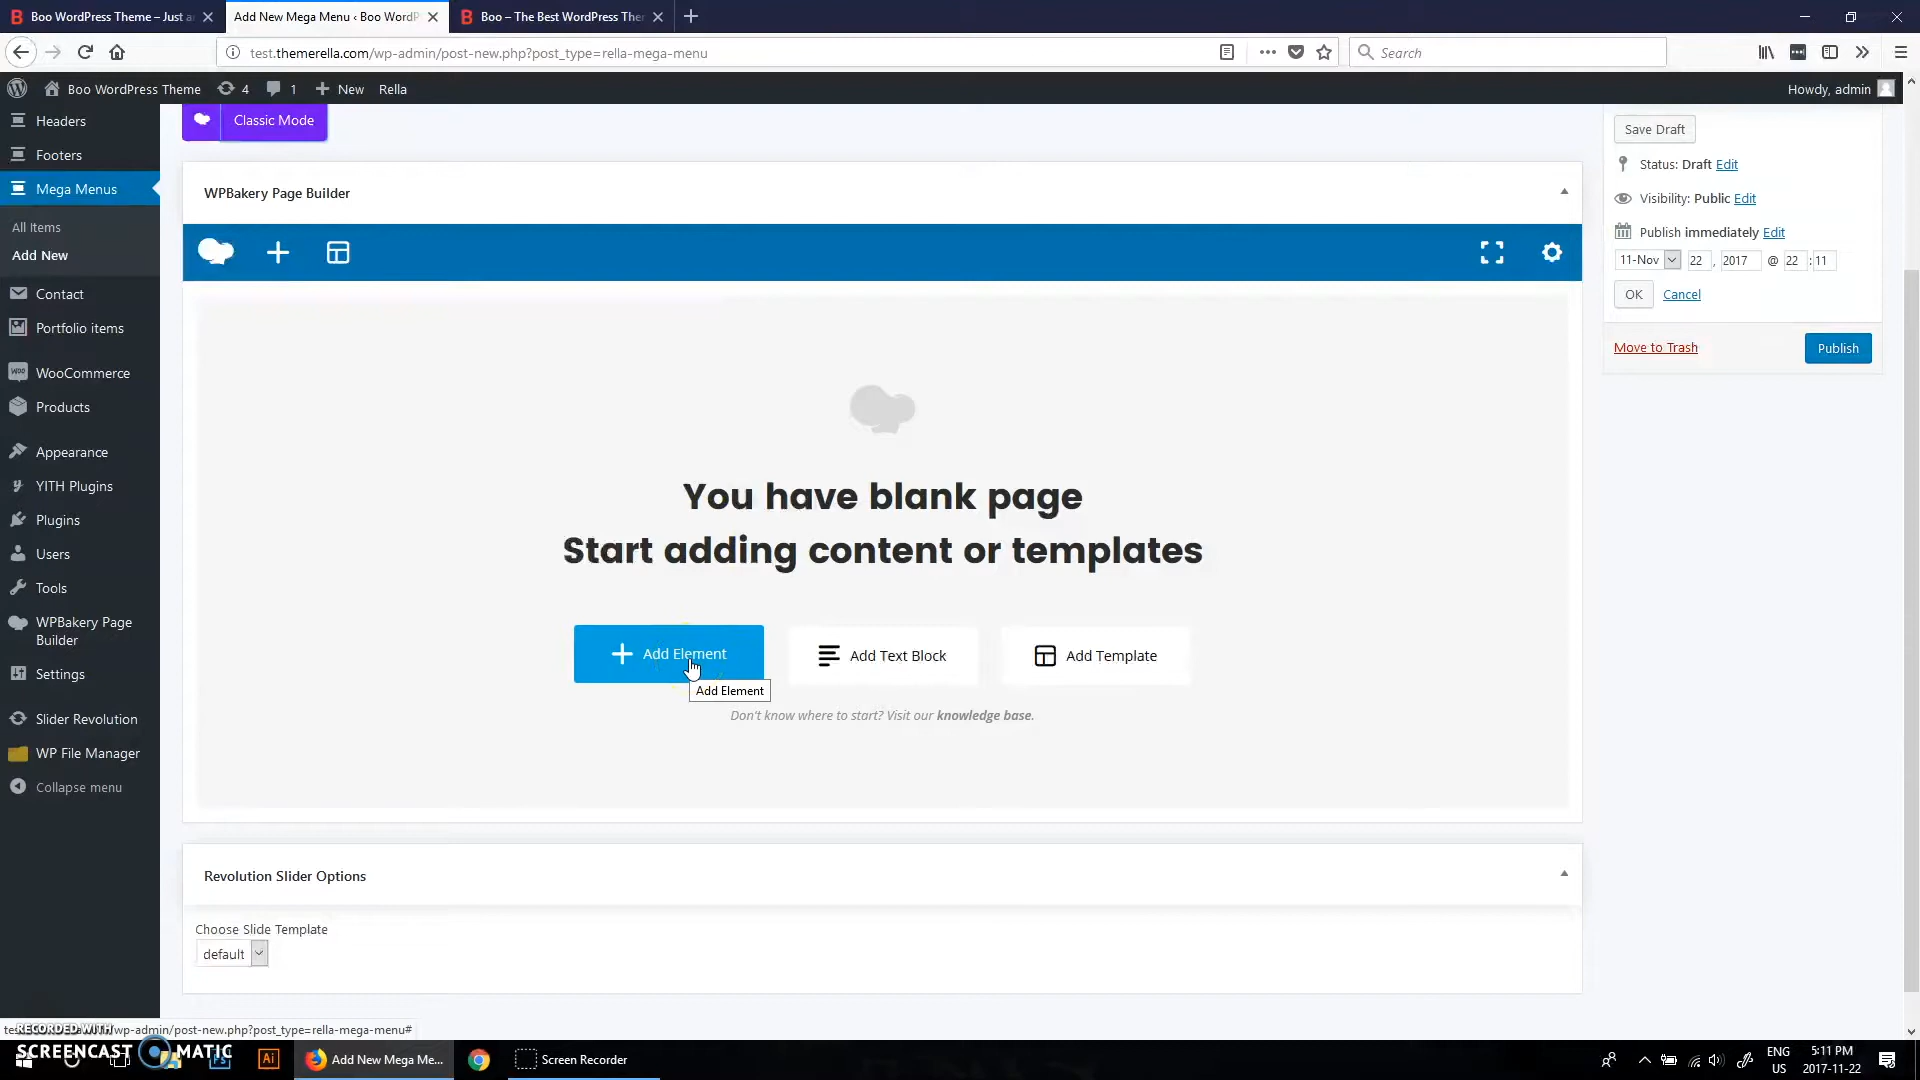 Boo WordPress Theme – Just a
Add New Mega Menu ‹ Boo WordP
Boo – The Best WordPress The
test.themerella.com/wp-admin/post-new.php?post_type=rella-mega-menu
Search
Boo WordPress Theme
4
1
New
Rella
Howdy, admin
Headers
Footers
Mega Menus
All Items
Add New
Contact
Portfolio items
WooCommerce
Products
Appearance
YITH Plugins
Plugins
Users
Tools
WPBakery Page
Builder
Settings
Slider Revolution
WP File Manager
Collapse menu
Classic Mode
WPBakery Page Builder
You have blank page
Start adding content or templates
Add Element
Add Text Block
Add Template
Add Element
Don't know where to start? Visit our knowledge base.
Revolution Slider Options
Choose Slide Template
default
Save Draft
Status: Draft Edit
Visibility: Public Edit
Publish immediately Edit
11-Nov 22 , 2017 @ 22 : 11
OK Cancel
Move to Trash
Publish
/wp-admin/post-new.php?post_type=rella-mega-menu#
RECORDED WITH
SCREENCAST MATIC
Ai
Add New Mega Me...
Screen Recorder
ENG
US
5:11 PM
2017-11-22